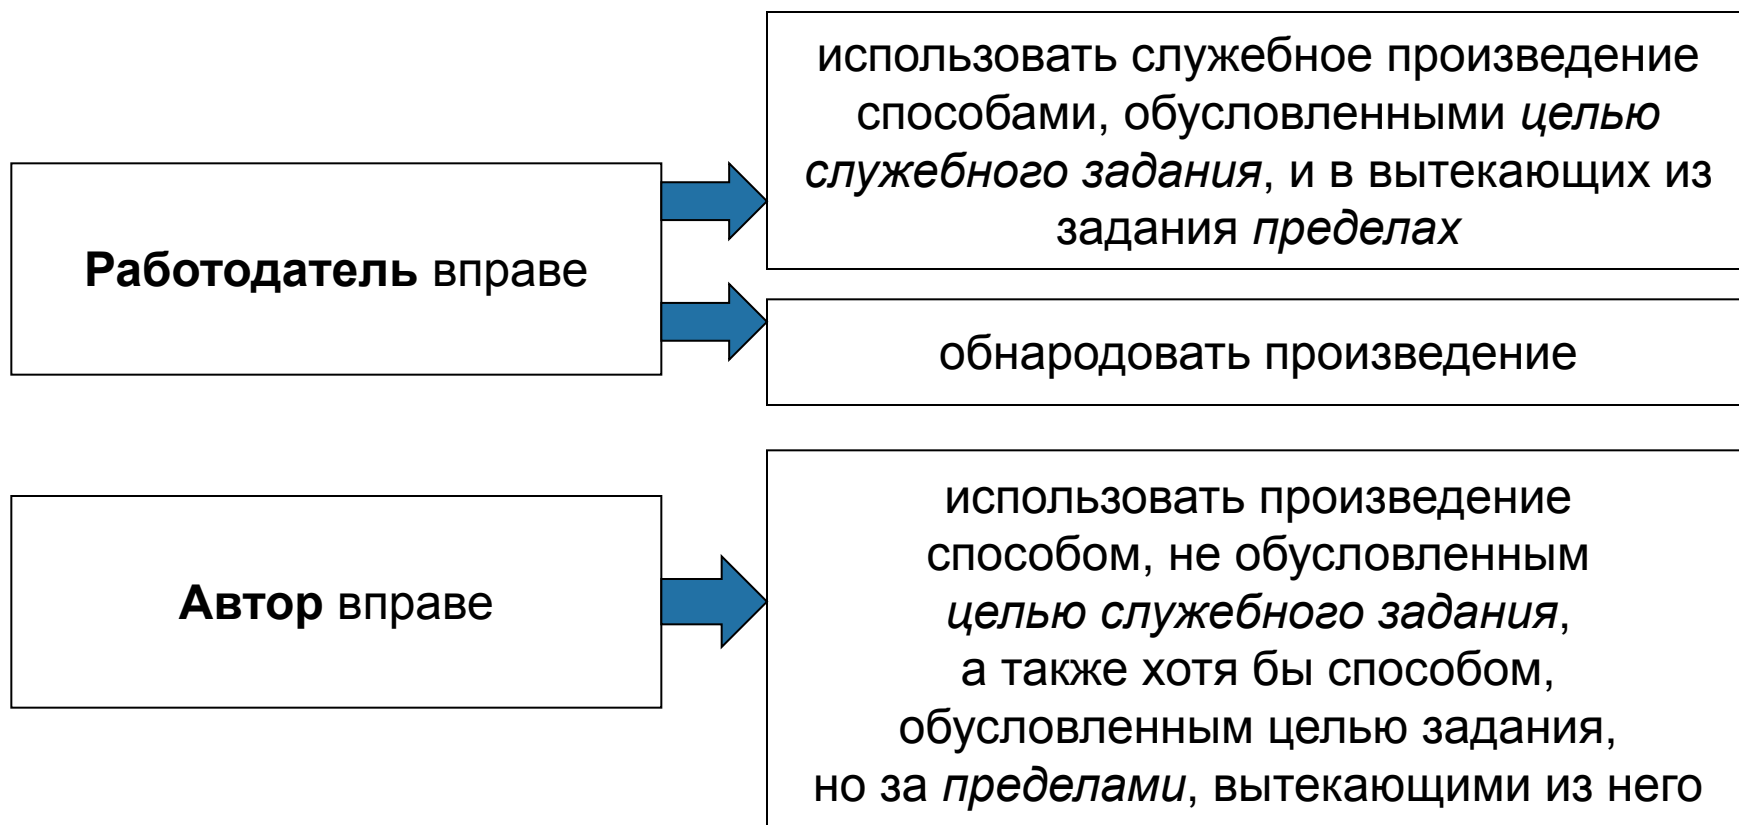 Работодатель вправе
использовать служебное произведение
способами, обусловленными целью
служебного задания, и в вытекающих из
задания пределах
обнародовать произведение
Автор вправе
использовать произведение
способом, не обусловленным
целью служебного задания,
а также хотя бы способом,
обусловленным целью задания,
но за пределами, вытекающими из него